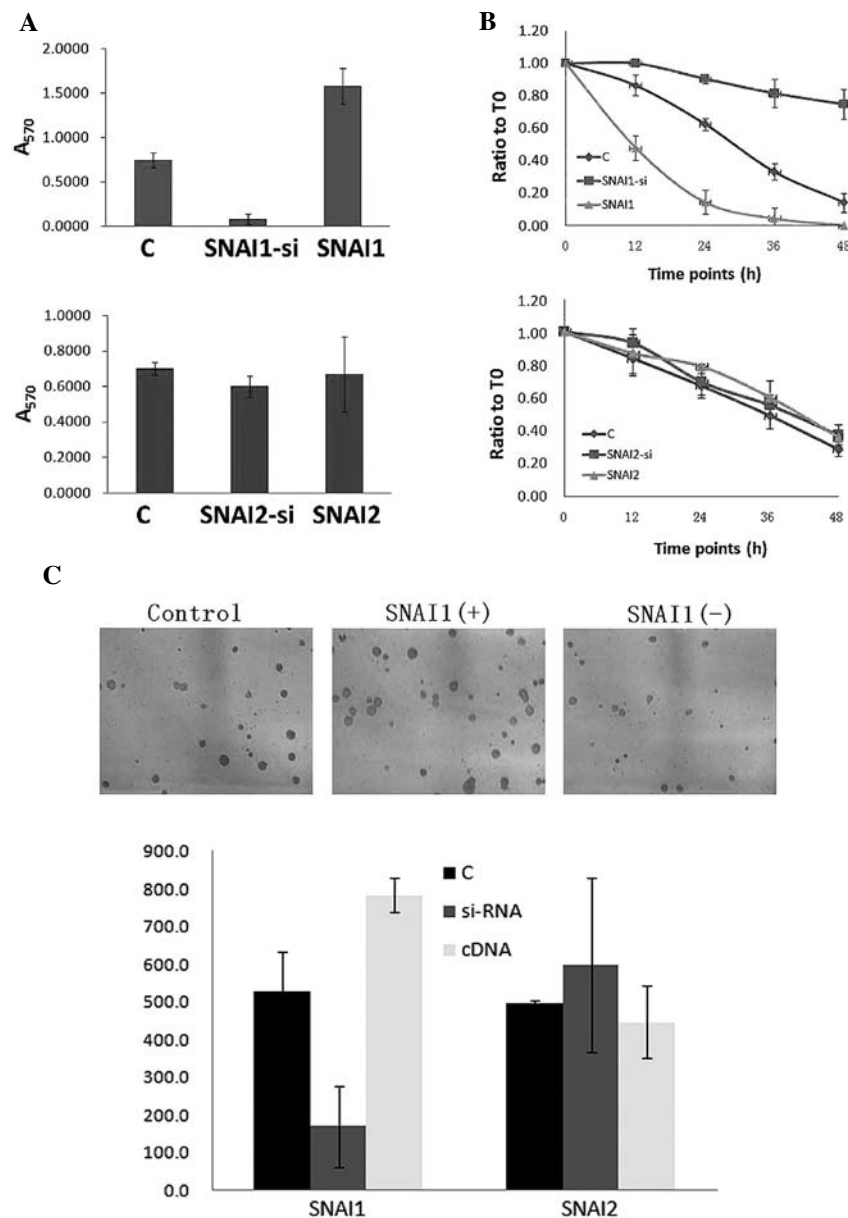 A
2.0000
1.5000
1.0000
0.5000
0.0000
A570
C SNAI1-si SNAI1
1.0000
0.8000
0.6000
0.4000
0.2000
0.0000
A570
C SNAI2-si SNAI2
B
1.20
1.00
0.80
0.60
0.40
0.20
0.00
Ratio to T0
C
SNAI1-si
SNAI1
0 12 24 36 48
Time points (h)
1.20
1.00
0.80
0.60
0.40
0.20
0.00
Ratio to T0
C
SNAI2-si
SNAI2
0 12 24 36 48
Time points (h)
C
Control SNAI1(+) SNAI1(-)
900.0
800.0
700.0
600.0
500.0
400.0
300.0
200.0
100.0
0.0
C
si-RNA
cDNA
SNAI1 SNAI2